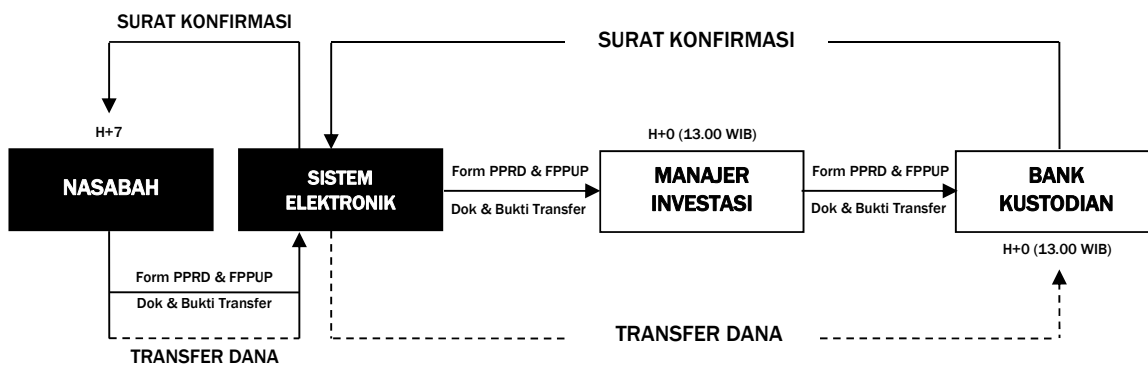 SURAT KONFIRMASI
SURAT KONFIRMASI
H+7
H+0 (13.00 WIB)
NASABAH
SISTEM
ELEKTRONIK
Form PPRD & FPPUP
Dok & Bukti Transfer
MANAJER
INVESTASI
Form PPRD & FPPUP
Dok & Bukti Transfer
BANK
KUSTODIAN
H+0 (13.00 WIB)
Form PPRD & FPPUP
Dok & Bukti Transfer
TRANSFER DANA
TRANSFER DANA